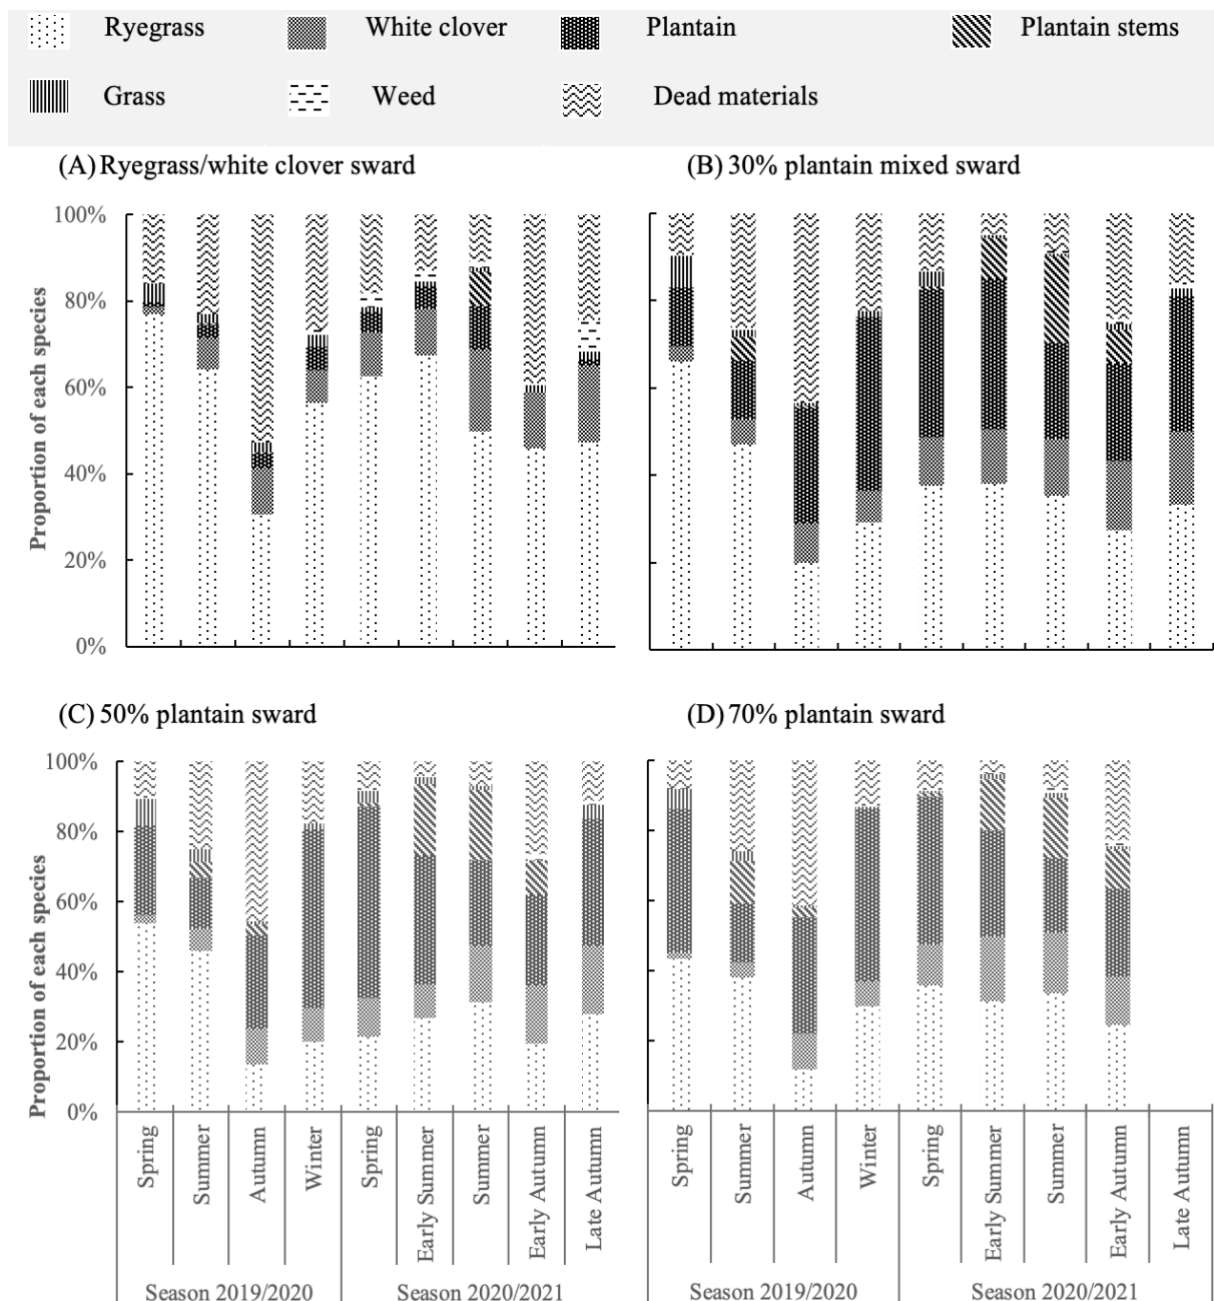 Ryegrass White clover Plantain Plantain stems
Grass Weed Dead materials
(A) Ryegrass/white clover sward (B) 30% plantain mixed sward
Proportion of each species
100%
80%
60%
40%
20%
0%
(C) 50% plantain sward (D) 70% plantain sward
Proportion of each species
100%
80%
60%
40%
20%
0%
Spring Summer Autumn Winter Spring Early Summer Summer Early Autumn Late Autumn
Season 2019/2020 Season 2020/2021
Spring Summer Autumn Winter Spring Early Summer Summer Early Autumn Late Autumn
Season 2019/2020 Season 2020/2021